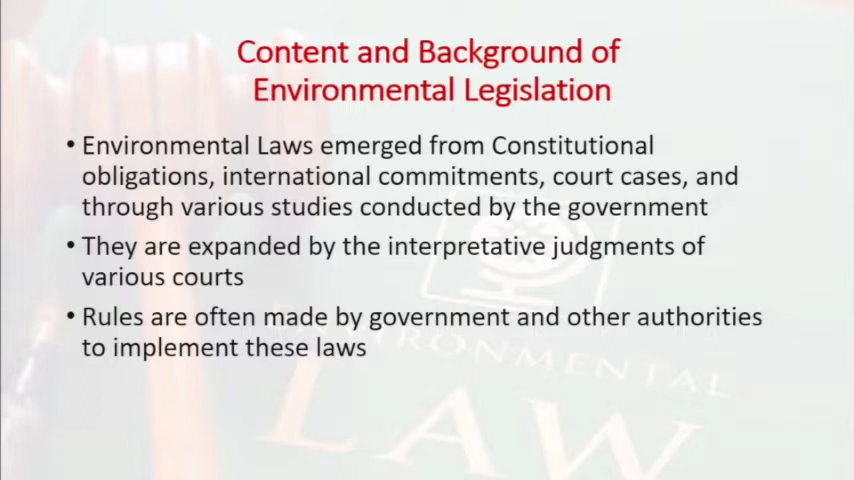 Content and Background of
Environmental Legislation
• Environmental Laws emerged from Constitutional
obligations, international commitments, court cases, and
through various studies conducted by the government
• They are expanded by the interpretative judgments of
various courts
• Rules are often made by government and other authorities
to implement these laws
ENVIRONMENTAL
LAW